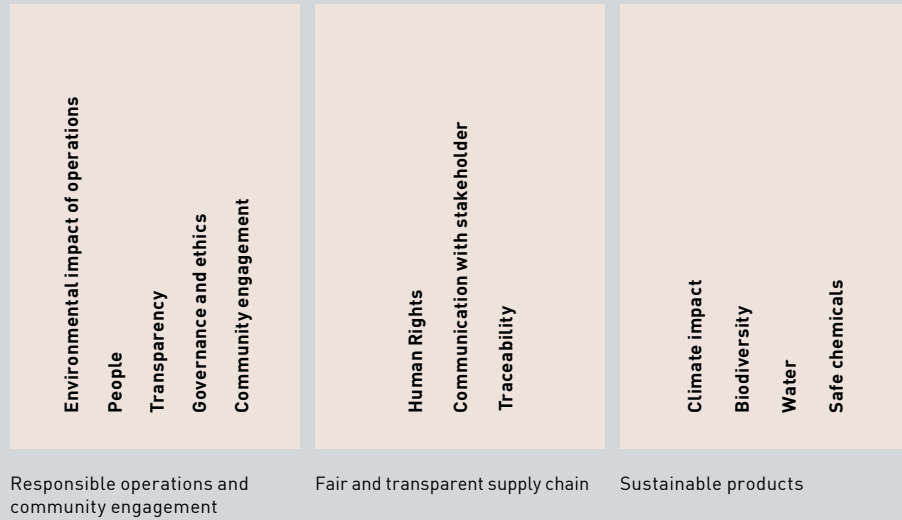 Environmental impact of operations
People
Transparency
Governance and ethics
Community engagement
Responsible operations and
community engagement
Human Rights
Communication with stakeholder
Traceability
Fair and transparent supply chain
Climate impact
Biodiversity
Water
Safe chemicals
Sustainable products